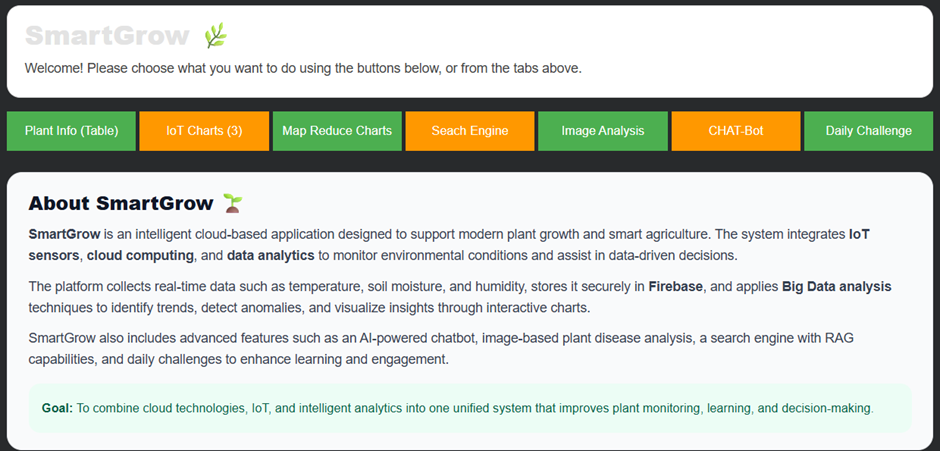 SmartGrow 🌿
Welcome! Please choose what you want to do using the buttons below, or from the tabs above.
Plant Info (Table) IoT Charts (3) Map Reduce Charts Seach Engine Image Analysis CHAT-Bot Daily Challenge
About SmartGrow 🌱
SmartGrow is an intelligent cloud-based application designed to support modern plant growth and smart agriculture. The system integrates IoT
sensors, cloud computing, and data analytics to monitor environmental conditions and assist in data-driven decisions.
The platform collects real-time data such as temperature, soil moisture, and humidity, stores it securely in Firebase, and applies Big Data analysis
techniques to identify trends, detect anomalies, and visualize insights through interactive charts.
SmartGrow also includes advanced features such as an AI-powered chatbot, image-based plant disease analysis, a search engine with RAG
capabilities, and daily challenges to enhance learning and engagement.
Goal: To combine cloud technologies, IoT, and intelligent analytics into one unified system that improves plant monitoring, learning, and decision-making.